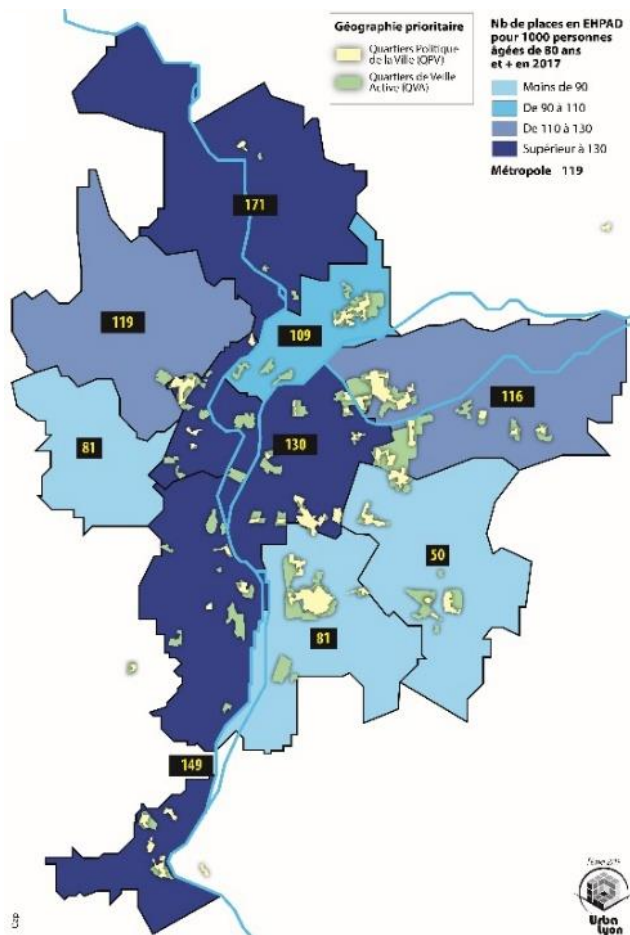 Géographie prioritaire
Quartiers Politique
de la Ville (QPV)
Quartiers de Veille
Active (QVA)
Nb de places en EHPAD
pour 1000 personnes
âgées de 80 ans
et + en 2017
Moins de 90
De 90 à 110
De 110 à 130
Supérieur à 130
Métropole 119
171
119
109
116
81
130
50
81
149
Urba
Lyon